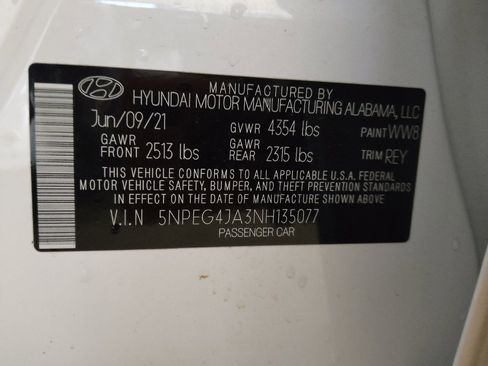 MANUFACTURED BY
HYUNDAI MOTOR MANUFACTURING ALABAMA, LLC
Jun/09/21 GVWR 4354 lbs PAINT WW8
GAWR FRONT 2513 lbs GAWR REAR 2315 lbs TRIM REY
THIS VEHICLE CONFORMS TO ALL APPLICABLE U.S.A. FEDERAL
MOTOR VEHICLE SAFETY, BUMPER, AND THEFT PREVENTION STANDARDS
IN EFFECT ON THE DATE OF MANUFACTURE SHOWN ABOVE.
V.I.N 5NPEG4JA3NH135077
PASSENGER CAR